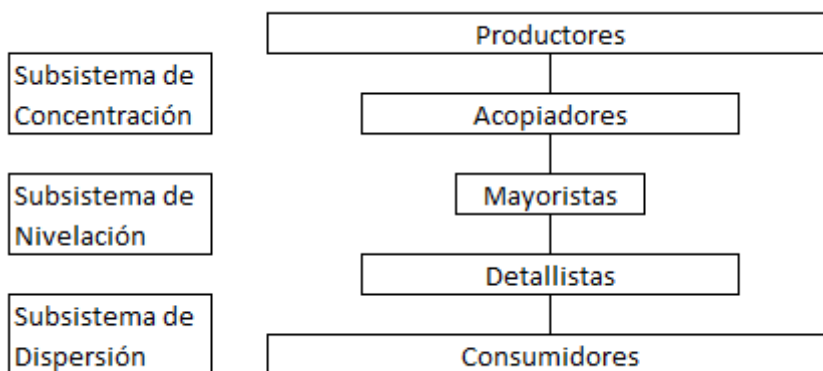 Productores
Subsistema de
Concentración
Acopiadores
Subsistema de
Nivelación
Mayoristas
Detallistas
Subsistema de
Dispersión
Consumidores